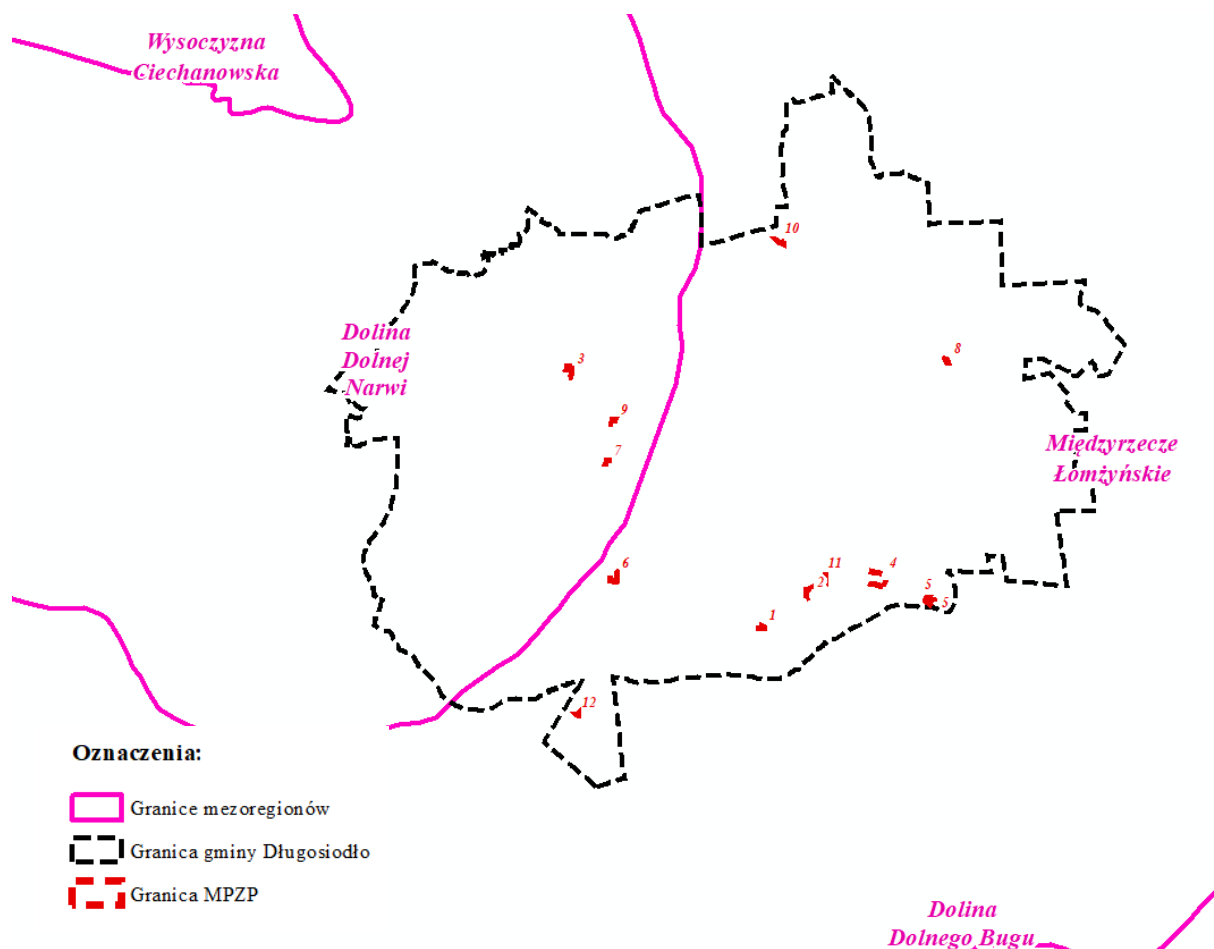 Wysoczyzna
Ciechanowska
10
Dolina
Dolnej
Narwi
3
8
9
Międzyrzecze
Łomżyńskie
7
6
11
4
2
5
5
1
12
Oznaczenia:
Granice mezoregionów
Granica gminy Długosiodło
Granica MPZP
Dolina
Dolnego Bugu